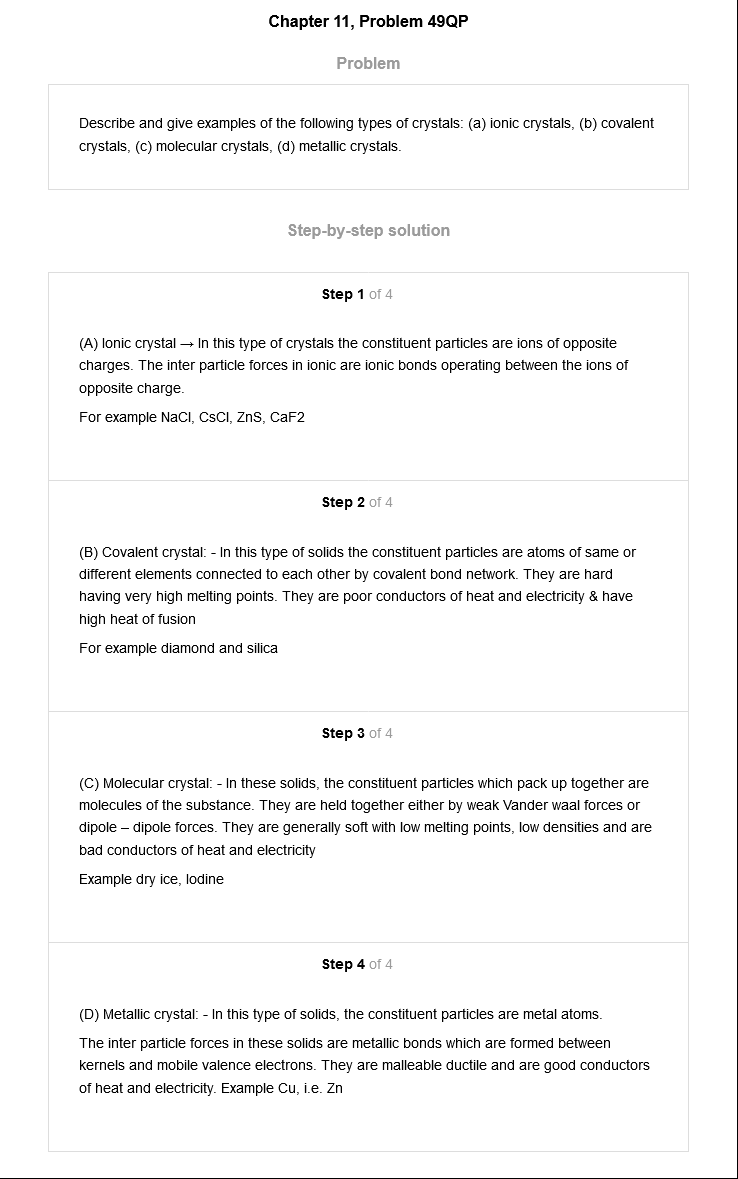 Chapter 11, Problem 49QP
Problem
Describe and give examples of the following types of crystals: (a) ionic crystals, (b) covalent
crystals, (c) molecular crystals, (d) metallic crystals.
Step-by-step solution
Step 1 of 4
(A) Ionic crystal → In this type of crystals the constituent particles are ions of opposite
charges. The inter particle forces in ionic are ionic bonds operating between the ions of
opposite charge.
For example NaCl, CsCl, ZnS, CaF2
Step 2 of 4
(B) Covalent crystal: - In this type of solids the constituent particles are atoms of same or
different elements connected to each other by covalent bond network. They are hard
having very high melting points. They are poor conductors of heat and electricity & have
high heat of fusion
For example diamond and silica
Step 3 of 4
(C) Molecular crystal: - In these solids, the constituent particles which pack up together are
molecules of the substance. They are held together either by weak Vander waal forces or
dipole – dipole forces. They are generally soft with low melting points, low densities and are
bad conductors of heat and electricity
Example dry ice, Iodine
Step 4 of 4
(D) Metallic crystal: - In this type of solids, the constituent particles are metal atoms.
The inter particle forces in these solids are metallic bonds which are formed between
kernels and mobile valence electrons. They are malleable ductile and are good conductors
of heat and electricity. Example Cu, i.e. Zn